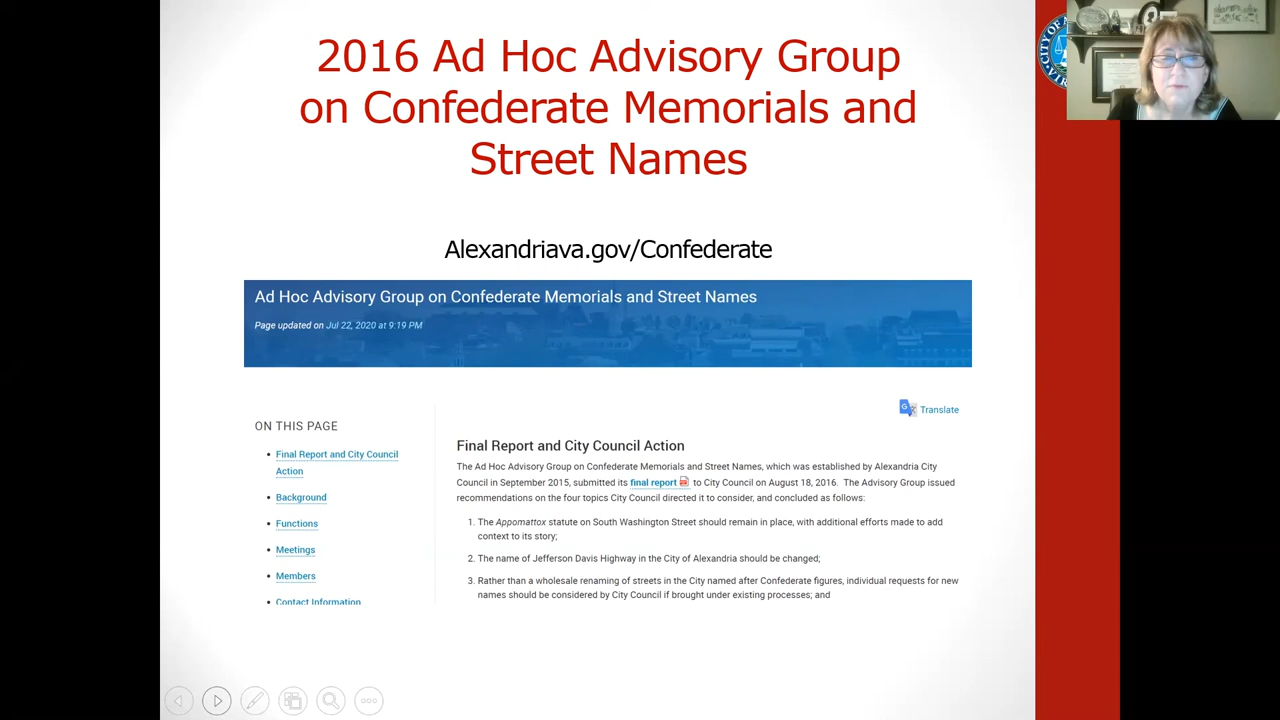 2016 Ad Hoc Advisory Group
on Confederate Memorials and
Street Names
CITY OF
VIR
Alexandriava.gov/Confederate
Ad Hoc Advisory Group on Confederate Memorials and Street Names
Page updated on Jul 22, 2020 at 9:19 PM
Translate
ON THIS PAGE
• Final Report and City Council
Action
• Background
• Functions
• Meetings
• Members
• Contact Information
Final Report and City Council Action
The Ad Hoc Advisory Group on Confederate Memorials and Street Names, which was established by Alexandria City
Council in September 2015, submitted its final report to City Council on August 18, 2016. The Advisory Group issued
recommendations on the four topics City Council directed it to consider, and concluded as follows:
1. The Appomattox statute on South Washington Street should remain in place, with additional efforts made to add
context to its story;
2. The name of Jefferson Davis Highway in the City of Alexandria should be changed;
3. Rather than a wholesale renaming of streets in the City named after Confederate figures, individual requests for new
names should be considered by City Council if brought under existing processes; and